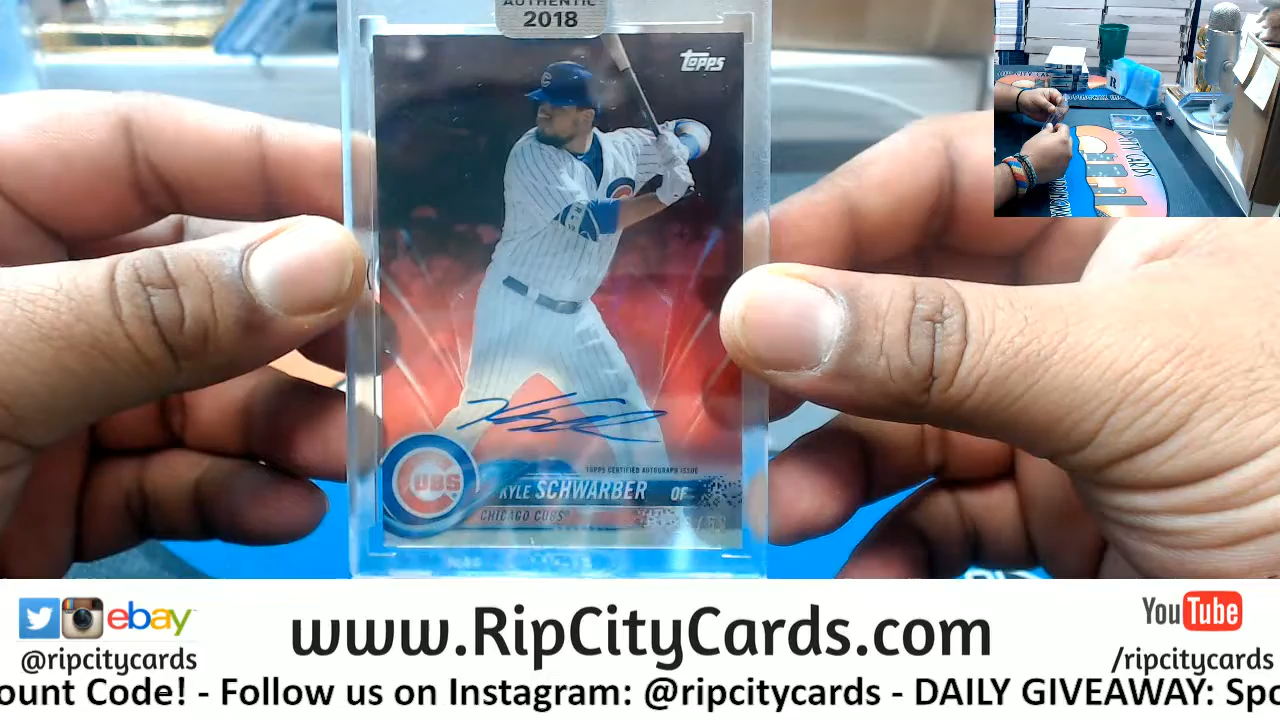 AUTHENTIC
2018
topps
CUBS
TOPPS CERTIFIED AUTOGRAPH ISSUE
KYLE SCHWARBER OF
CHICAGO CUBS
ebay
www.RipCityCards.com
YouTube
@ripcitycards
/ripcitycards
ount Code! - Follow us on Instagram: @ripcitycards - DAILY GIVEAWAY: Spo